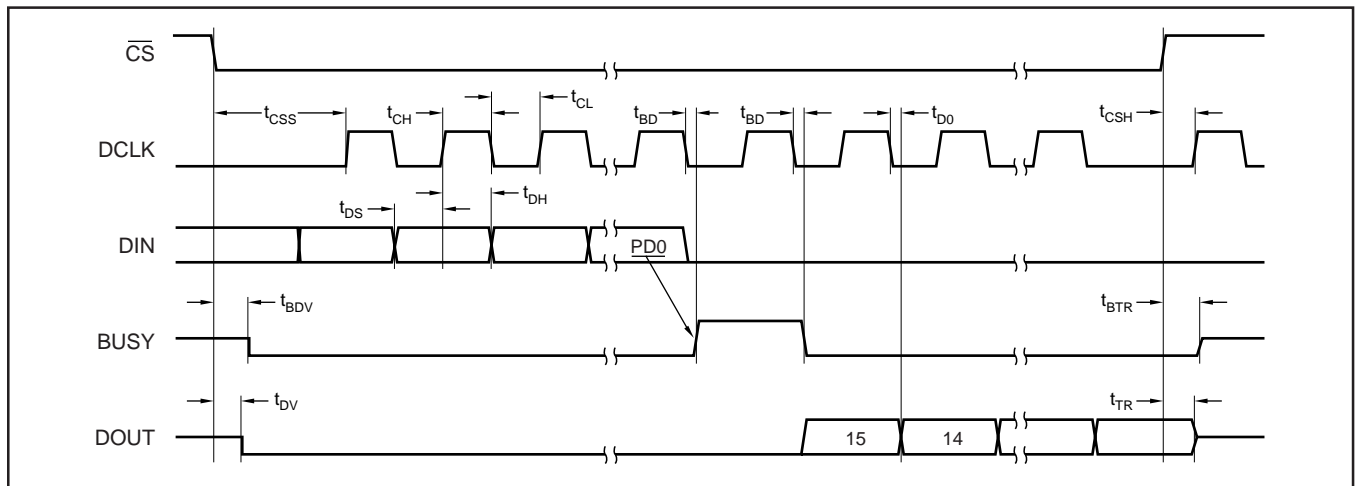 CS
tCSS
tCH
tCL
tBD
tBD
tD0
tCSH
DCLK
tDS
tDH
DIN
PD0
tBDV
tBTR
BUSY
tDV
tTR
DOUT
15
14